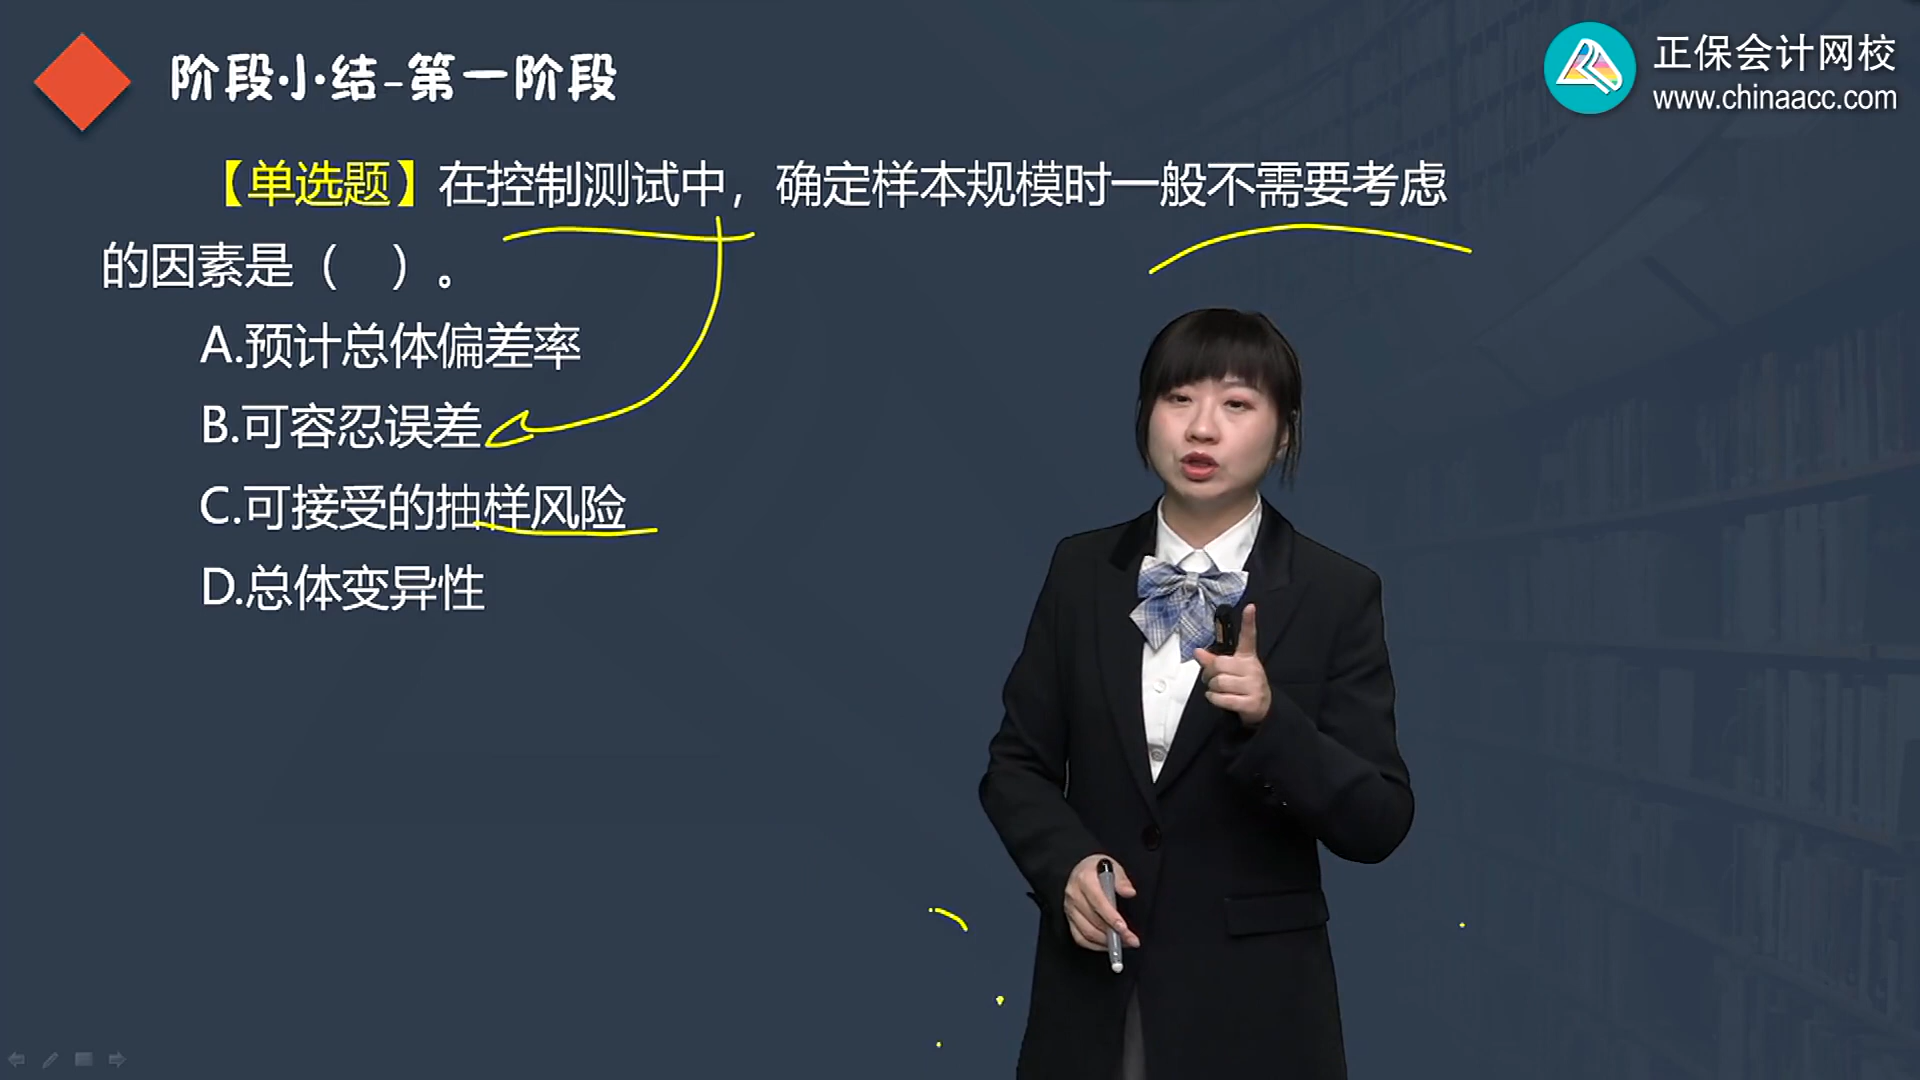 阶段小结-第一阶段
正保会计网校
www.chinaacc.com
【单选题】在控制测试中，确定样本规模时一般不需要考虑
的因素是（　）。
A.预计总体偏差率
B.可容忍误差
C.可接受的抽样风险
D.总体变异性